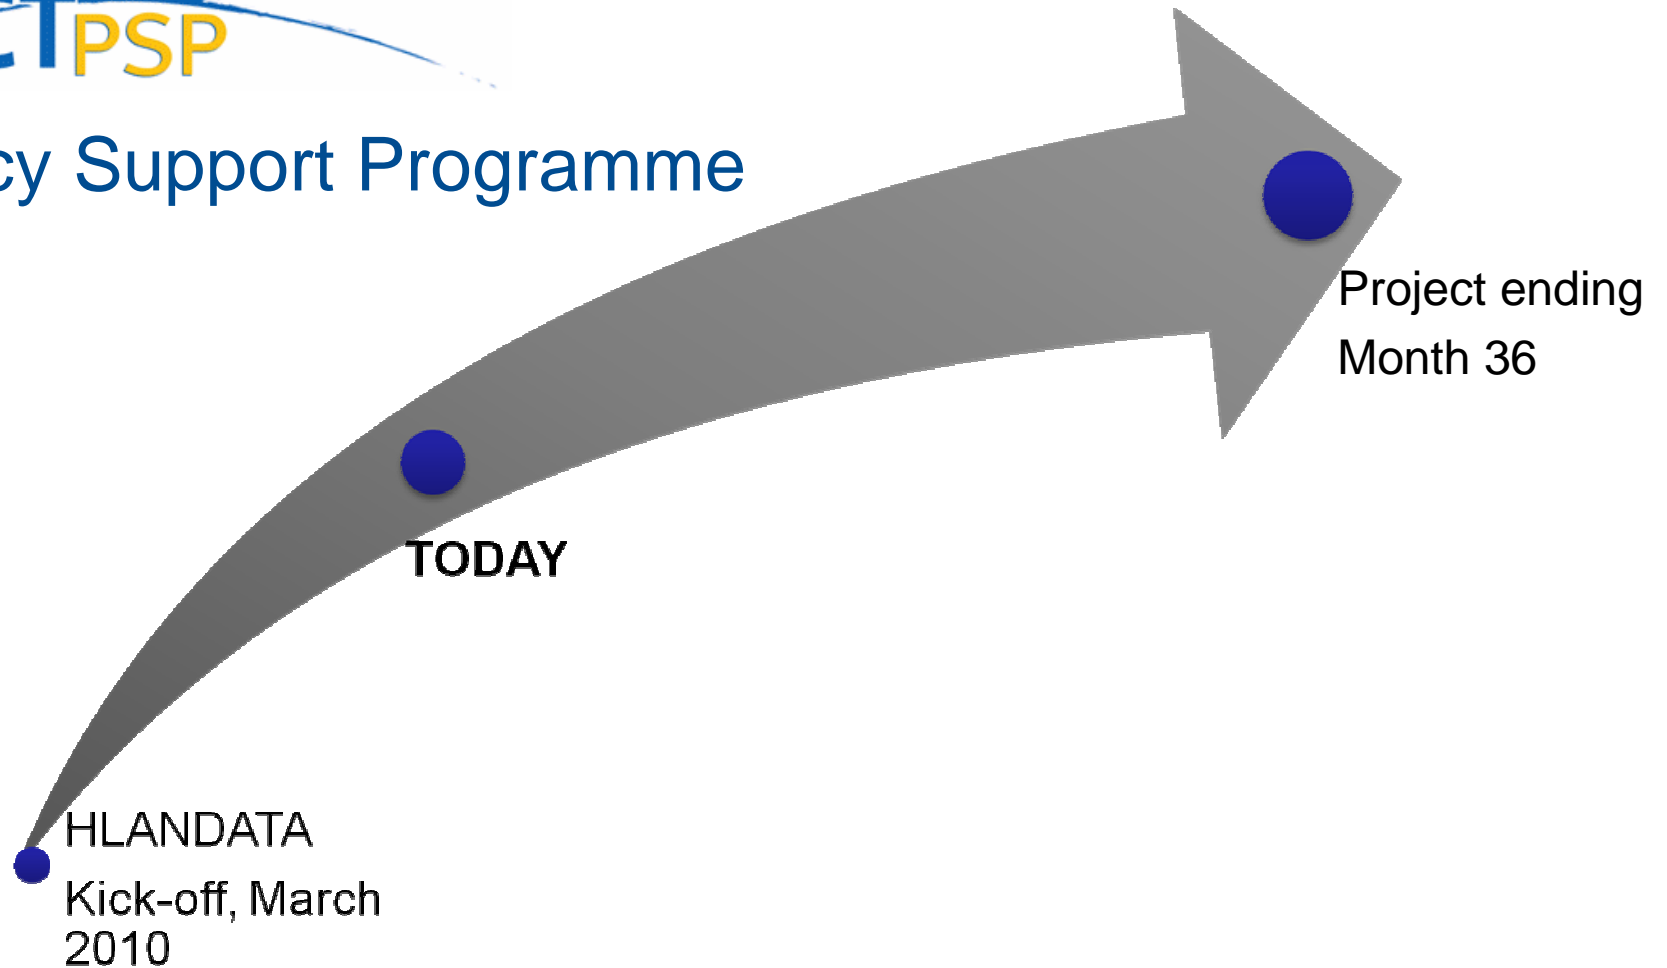 PSP
Support Programme
Project ending
Month 36
TODAY
HLANDATA
Kick-off, March
2010